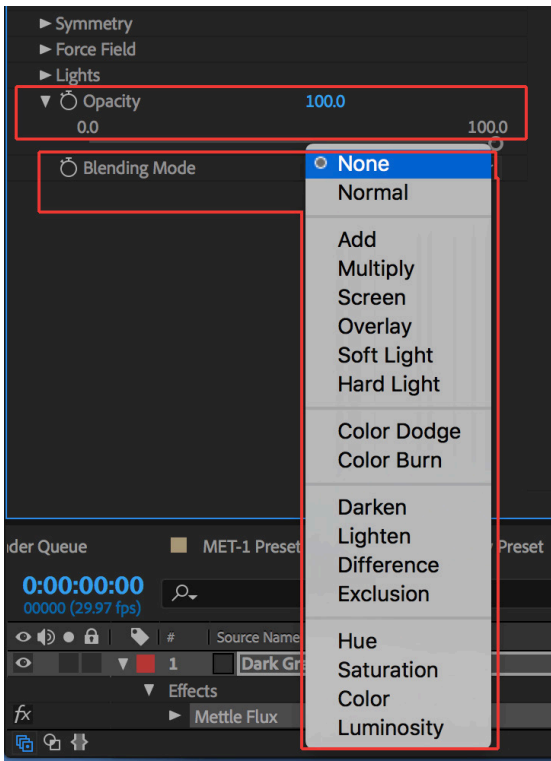 Symmetry
Force Field
Lights
Opacity 100.0
0.0 100.0
Blending Mode
None
Normal
Add
Multiply
Screen
Overlay
Soft Light
Hard Light
Color Dodge
Color Burn
Darken
Lighten
Difference
Exclusion
Hue
Saturation
Color
Luminosity
Queue MET-1 Preset Preset
0:00:00:00
00000 (29.97 fps)
# Source Name
1 Dark
Effects
fx Mettle Flux